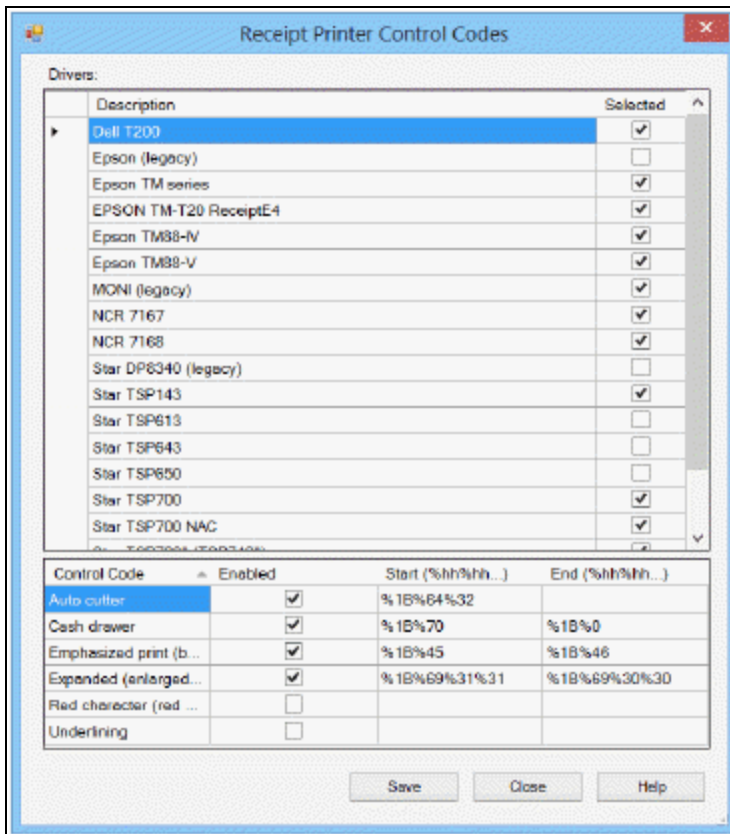 Receipt Printer Control Codes
Drivers:
Description Selected
Dell T200
Epson (legacy)
Epson TM series
EPSON TM-T20 ReceiptE4
Epson TM88-IV
Epson TM88-V
MONI (legacy)
NCR 7167
NCR 7168
Star DP8340 (legacy)
Star TSP143
Star TSP613
Star TSP643
Star TSP650
Star TSP700
Star TSP700 NAC
Control Code Enabled Start (%hh%hh...) End (%hh%hh...)
Auto cutter %1B%64%32
Cash drawer %1B%70 %1B%0
Emphasized print (b... %1B%45 %1B%46
Expanded (enlarged... %1B%69%31%31 %1B%69%30%30
Red character (red ...
Underlining
Save Close Help